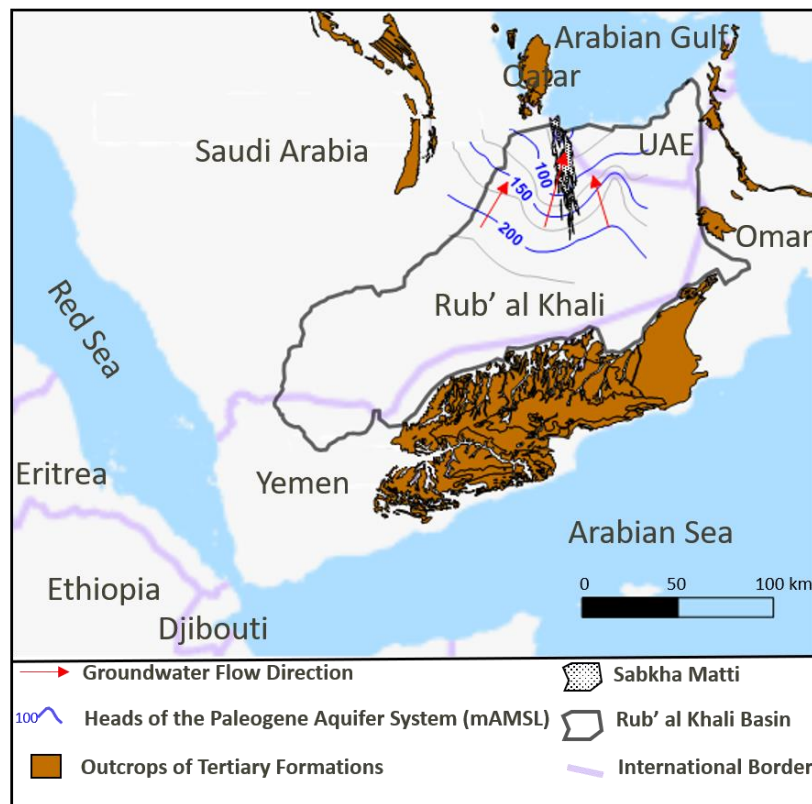 Arabian Gulf
Qatar
Saudi Arabia
UAE
100
150
200
Oman
Rub’ al Khali
Red Sea
Eritrea
Yemen
Arabian Sea
Ethiopia
Djibouti
0 50 100 km
Groundwater Flow Direction
Sabkha Matti
100
Heads of the Paleogene Aquifer System (mAMSL)
Rub’ al Khali Basin
Outcrops of Tertiary Formations
International Border